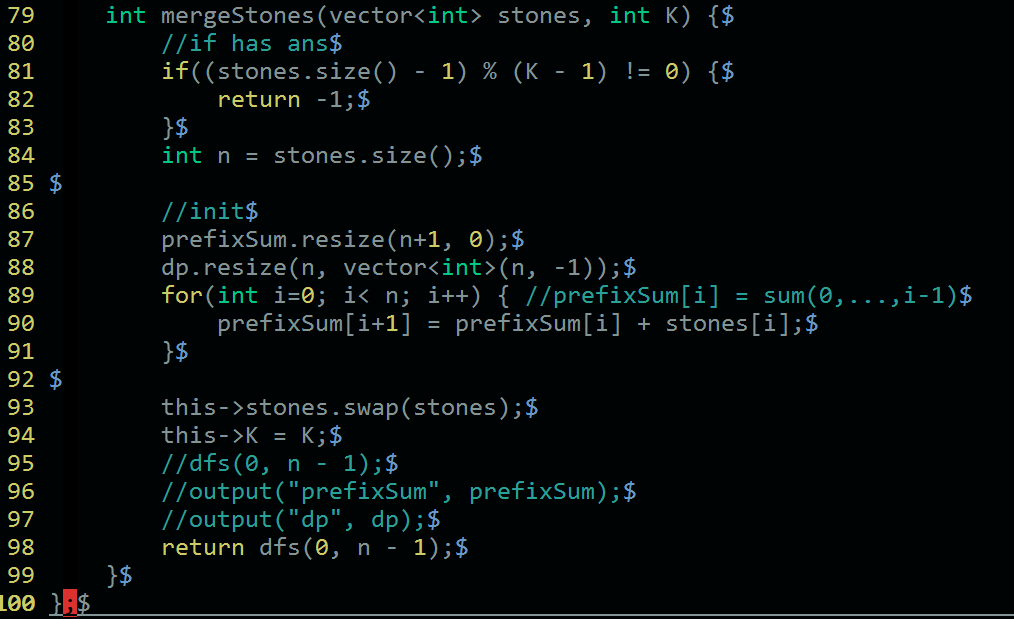 79     int mergeStones(vector<int> stones, int K) {$
80         //if has ans$
81         if((stones.size() - 1) % (K - 1) != 0) {$
82             return -1;$
83         }$
84         int n = stones.size();$
85 $
86         //init$
87         prefixSum.resize(n+1, 0);$
88         dp.resize(n, vector<int>(n, -1));$
89         for(int i=0; i< n; i++) { //prefixSum[i] = sum(0,...,i-1)$
90             prefixSum[i+1] = prefixSum[i] + stones[i];$
91         }$
92 $
93         this->stones.swap(stones);$
94         this->K = K;$
95         //dfs(0, n - 1);$
96         //output("prefixSum", prefixSum);$
97         //output("dp", dp);$
98         return dfs(0, n - 1);$
99     }$
100 };$